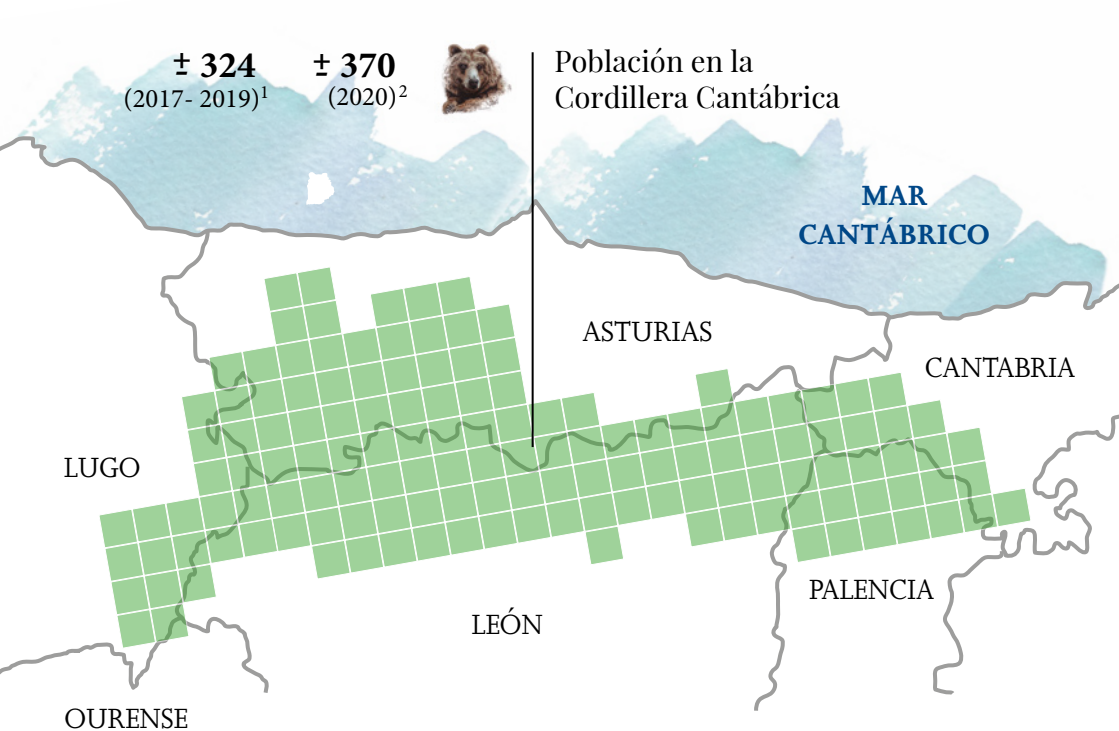 ± 324
(2017- 2019)¹
± 370
(2020)²
Población en la
Cordillera Cantábrica
MAR
CANTÁBRICO
ASTURIAS
CANTABRIA
LUGO
PALENCIA
LEÓN
OURENSE